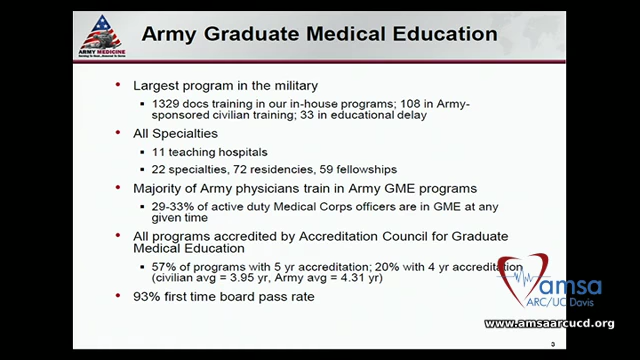 Army Graduate Medical Education
ARMY MEDICINE
Largest program in the military
1329 docs training in our in-house programs; 108 in Army-
sponsored civilian training; 33 in educational delay
All Specialties
11 teaching hospitals
22 specialties, 72 residencies, 59 fellowships
Majority of Army physicians train in Army GME programs
29-33% of active duty Medical Corps officers are in GME at any
given time
All programs accredited by Accreditation Council for Graduate
Medical Education
57% of programs with 5 yr accreditation; 20% with 4 yr accreditation
(civilian avg = 3.95 yr, Army avg = 4.31 yr)
93% first time board pass rate
amsa
ARC/UC Davis
www.amsaarcucd.org